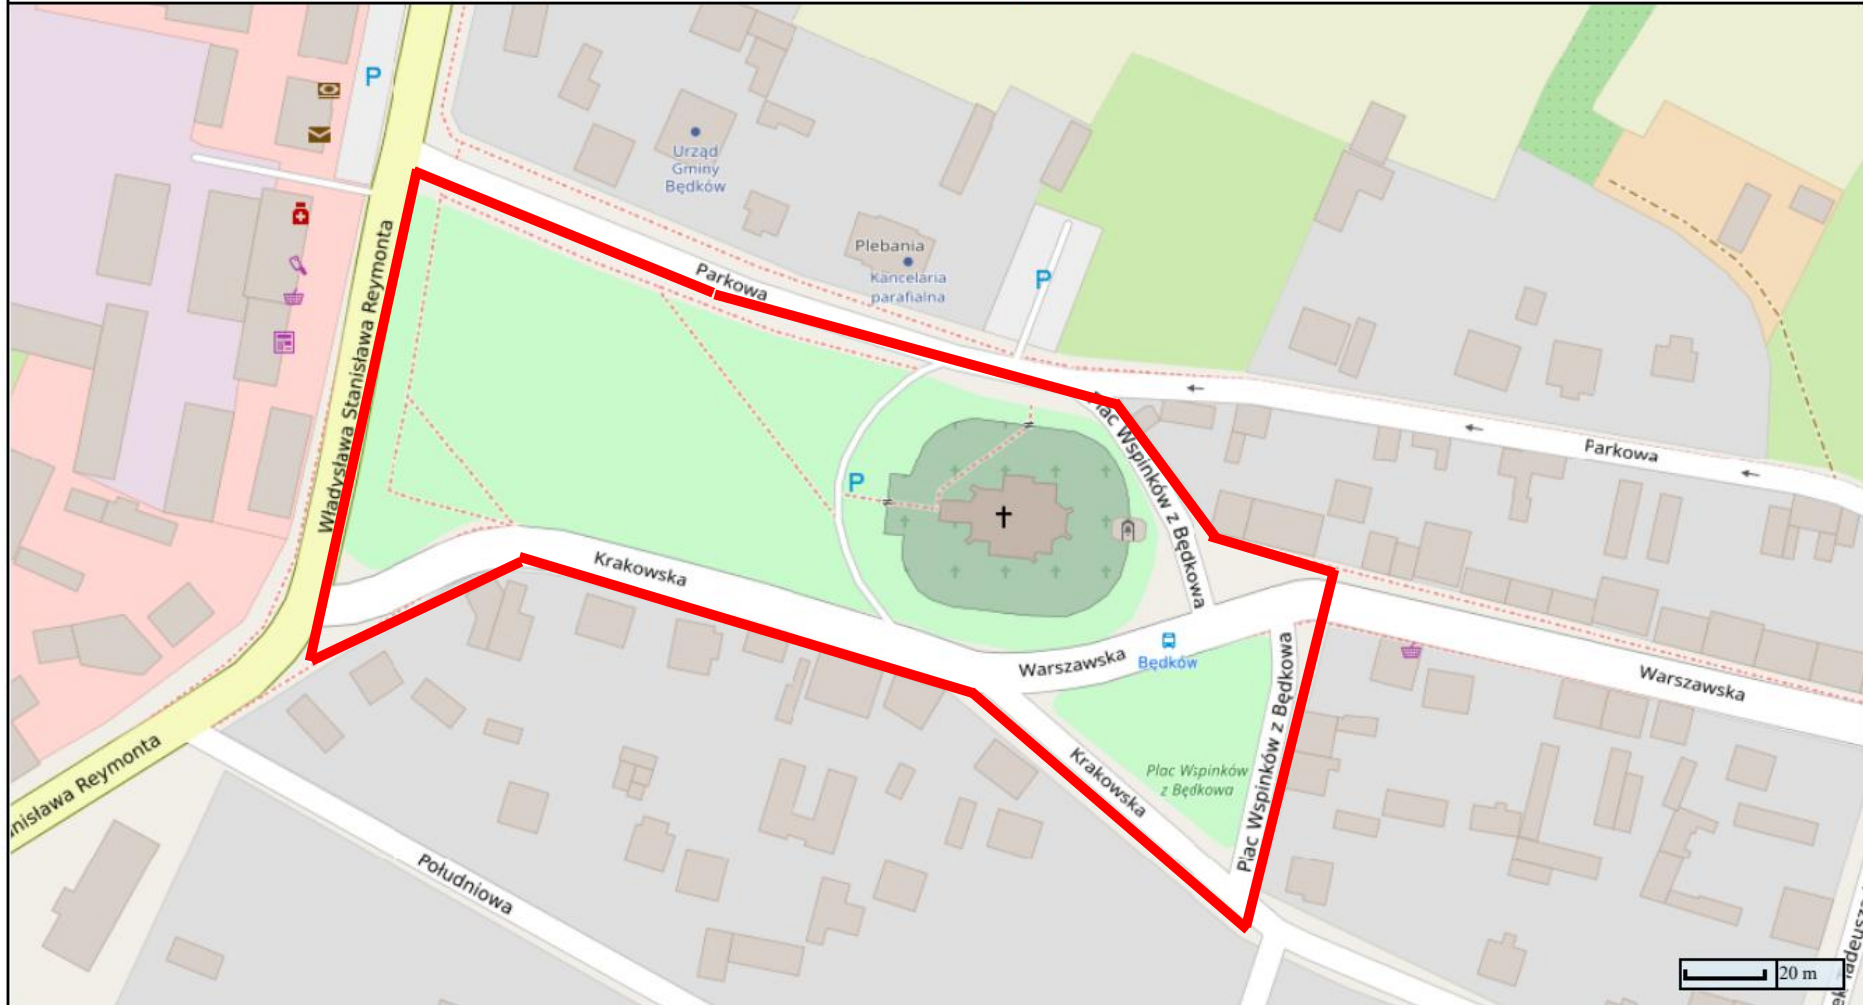 P
Urząd
Gminy
Będków
Władysława Stanisława Reymonta
Parkowa
Plebania
Kancelaria
parafialna
P
Plac Wspinków z Będkowa
Parkowa
P
Krakowska
Warszawska
Będków
Warszawska
Plac Wspinków z Będkowa
Plac Wspinków
z Będkowa
Krakowska
nisława Reymonta
Południowa
20 m